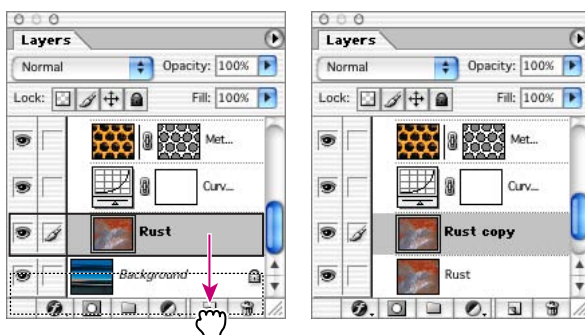 Layers
Normal Opacity: 100%
Lock: Fill: 100%
Met...
Curv...
Rust
Background
Layers
Normal Opacity: 100%
Lock: Fill: 100%
Met...
Curv...
Rust copy
Rust